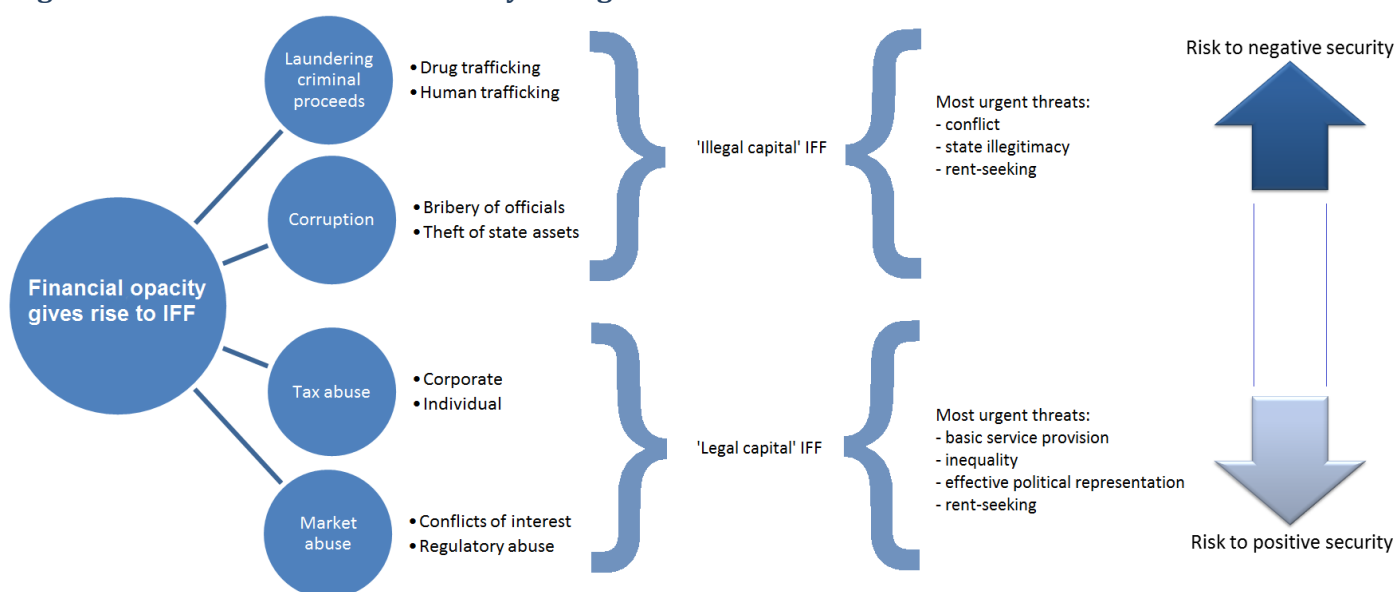 Laundering
criminal
proceeds
• Drug trafficking
• Human trafficking
Corruption
• Bribery of officials
• Theft of state assets
Financial opacity
gives rise to IFF
Tax abuse
• Corporate
• Individual
Market
abuse
• Conflicts of interest
• Regulatory abuse
'Illegal capital' IFF
'Legal capital' IFF
Most urgent threats:
- conflict
- state illegitimacy
- rent-seeking
Most urgent threats:
- basic service provision
- inequality
- effective political representation
- rent-seeking
Risk to negative security
Risk to positive security